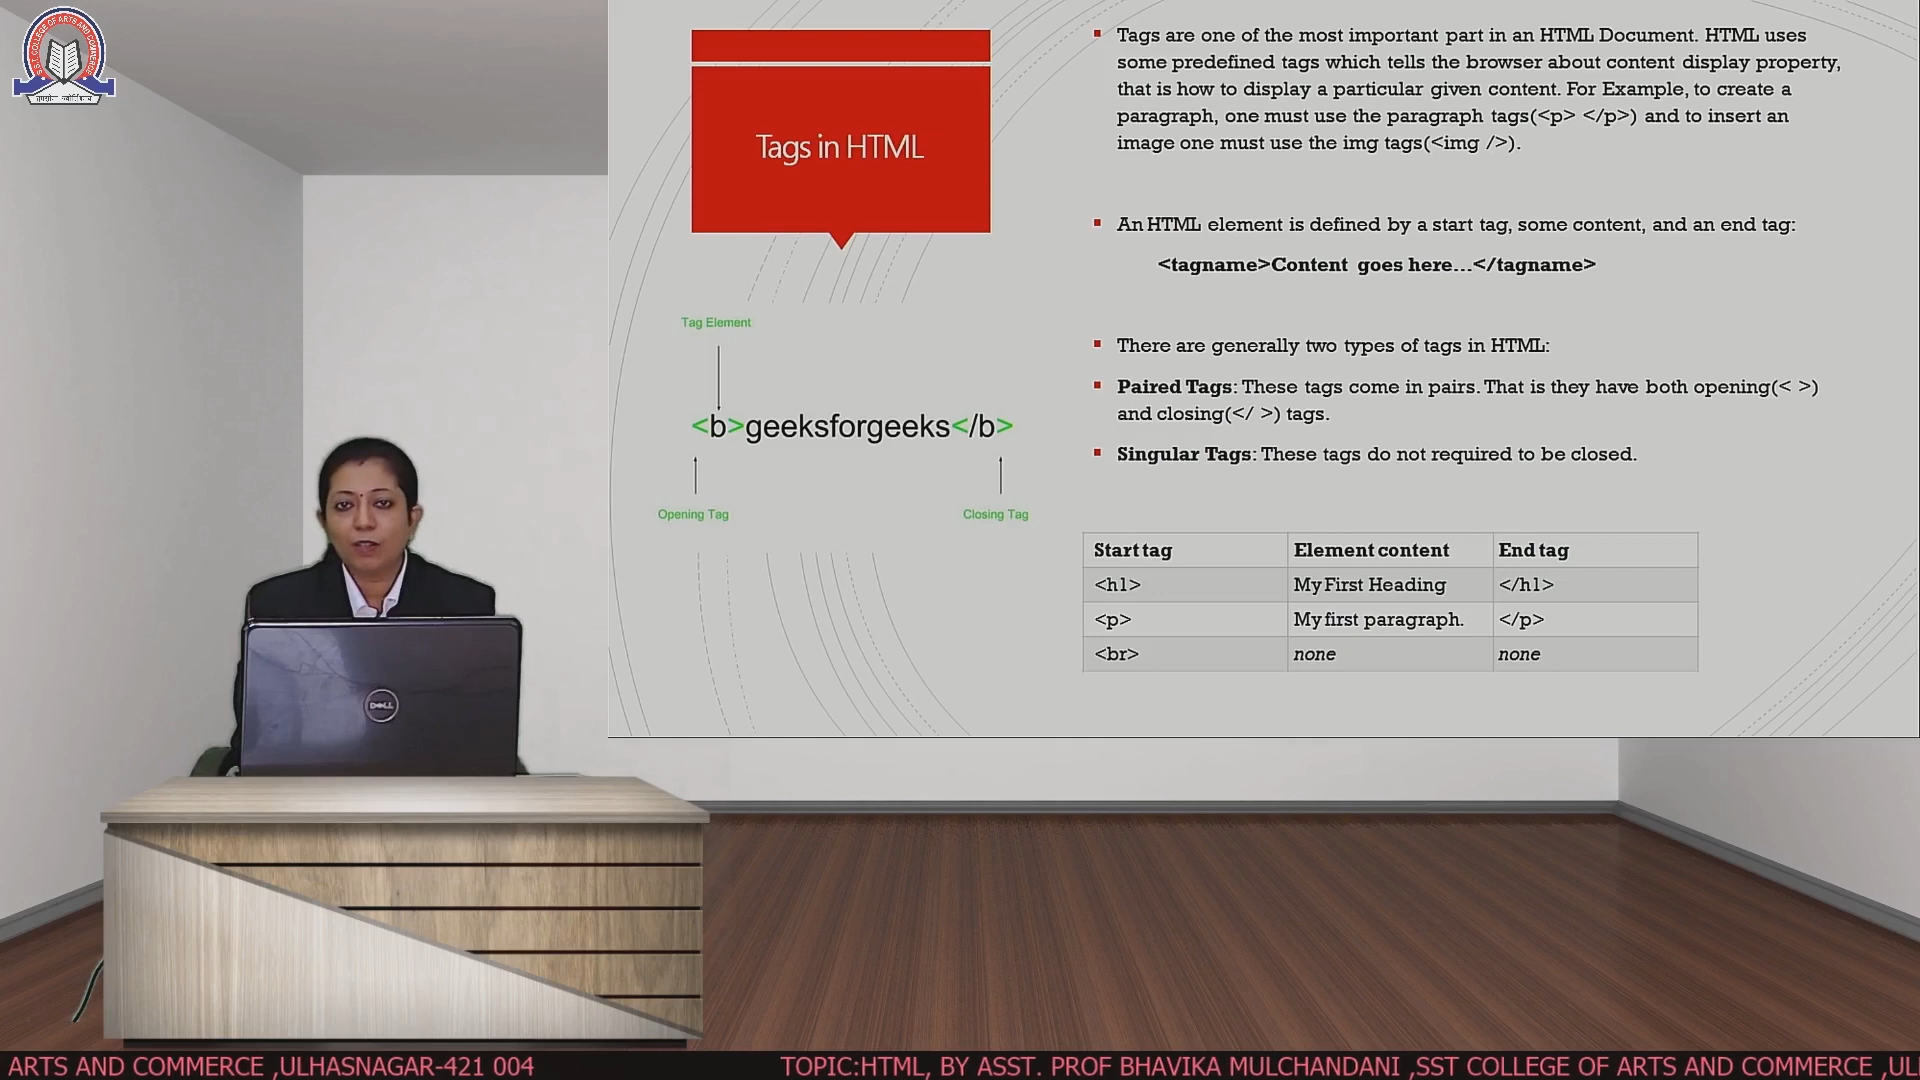 S.S.T. COLLEGE OF ARTS AND COMMERCE
Tags in HTML
Tag Element
<b>geeksforgeeks</b>
Opening Tag
Closing Tag
▪ Tags are one of the most important part in an HTML Document. HTML uses
some predefined tags which tells the browser about content display property,
that is how to display a particular given content. For Example, to create a
paragraph, one must use the paragraph tags(<p> </p>) and to insert an
image one must use the img tags(<img />).
▪ An HTML element is defined by a start tag, some content, and an end tag:
<tagname>Content goes here...</tagname>
▪ There are generally two types of tags in HTML:
▪ Paired Tags: These tags come in pairs. That is they have both opening(< >)
and closing(</ >) tags.
▪ Singular Tags: These tags do not required to be closed.
Start tag Element content End tag
<h1> My First Heading </h1>
<p> My first paragraph. </p>
<br> none none
DELL
ARTS AND COMMERCE ,ULHASNAGAR-421 004 TOPIC:HTML, BY ASST. PROF BHAVIKA MULCHANDANI ,SST COLLEGE OF ARTS AND COMMERCE ,UL